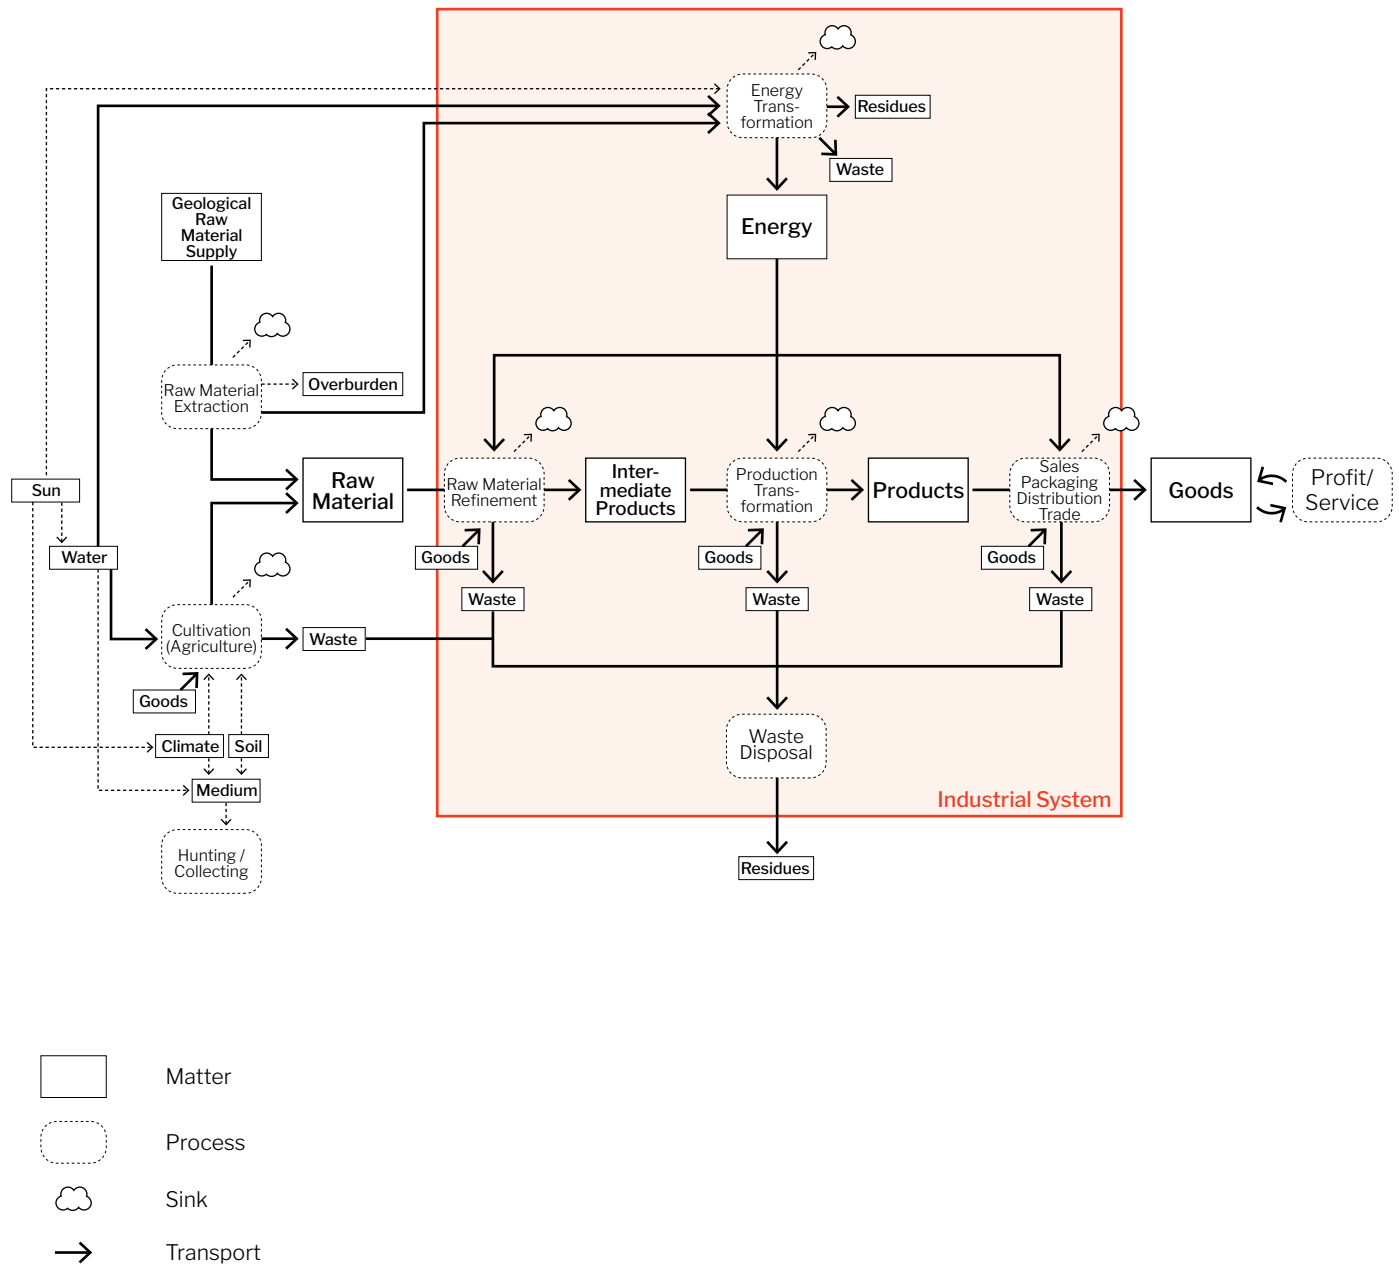 Energy
Trans-
formation
Residues
Waste
Geological
Raw
Material
Supply
Energy
Raw Material
Extraction
Overburden
Sun
Water
Raw
Material
Raw Material
Refinement
Inter-
mediate
Products
Production
Trans-
formation
Products
Sales
Packaging
Distribution
Trade
Goods
Profit/
Service
Goods
Goods
Goods
Waste
Waste
Waste
Cultivation
(Agriculture)
Waste
Goods
Climate
Soil
Medium
Hunting /
Collecting
Waste
Disposal
Industrial System
Residues
Matter
Process
Sink
Transport